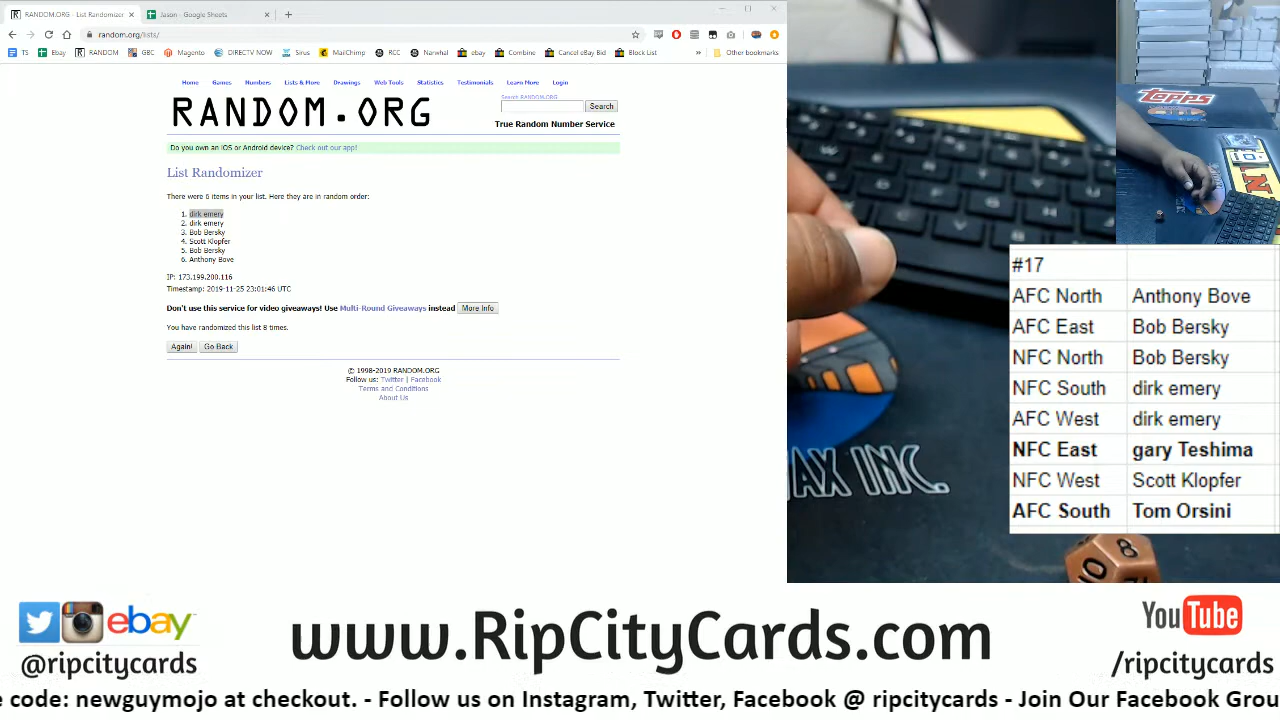 RANDOM.ORG - List Randomizer
Jason - Google Sheets
random.org/lists/
TS Ebay RANDOM GBC Magento DIRECTV NOW Sirus MailChimp RCC Narwhal ebay Combine Cancel eBay Bid Block List » Other bookmarks
Home Games Numbers Lists & More Drawings Web Tools Statistics Testimonials Learn More Login
Search RANDOM.ORG
Search
RANDOM.ORG
True Random Number Service
Do you own an iOS or Android device? Check out our app!
List Randomizer
There were 6 items in your list. Here they are in random order:
1. dirk emery
2. dirk emery
3. Bob Bersky
4. Scott Klopfer
5. Bob Bersky
6. Anthony Bove
IP: 173.199.200.116
Timestamp: 2019-11-25 23:01:46 UTC
Don't use this service for video giveaways! Use Multi-Round Giveaways instead More Info
You have randomized this list 8 times.
Again! Go Back
© 1998-2019 RANDOM.ORG
Follow us: Twitter | Facebook
Terms and Conditions
About Us
topps
#17
AFC North Anthony Bove
AFC East Bob Bersky
NFC North Bob Bersky
NFC South dirk emery
AFC West dirk emery
NFC East gary Teshima
NFC West Scott Klopfer
AFC South Tom Orsini
AX INC.
8
10
ebay
@ripcitycards
www.RipCityCards.com
YouTube
/ripcitycards
e code: newguymojo at checkout. - Follow us on Instagram, Twitter, Facebook @ ripcitycards - Join Our Facebook Grou